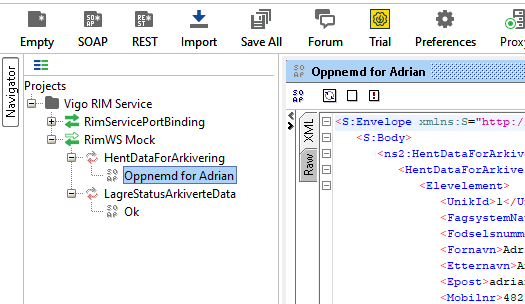 Empty SOAP REST Import Save All Forum Trial Preferences Proxy
Navigator
Projects
Vigo RIM Service
RimServicePortBinding
RimWS Mock
HentDataForArkivering
Oppnemd for Adrian
LagreStatusArkiverteData
Ok
Oppnemd for Adrian
XML
Raw
<S:Envelope xmlns:S="http:/
<S:Body>
<ns2:HentDataForArkive
<HentDataForArkiver
<Elevelement>
<UnikId>1</U
<FagsystemNa
<Fodselsnumm
<Fornavn>Adr
<Etternavn>A
<Epost>adria
<Mobilnr>482